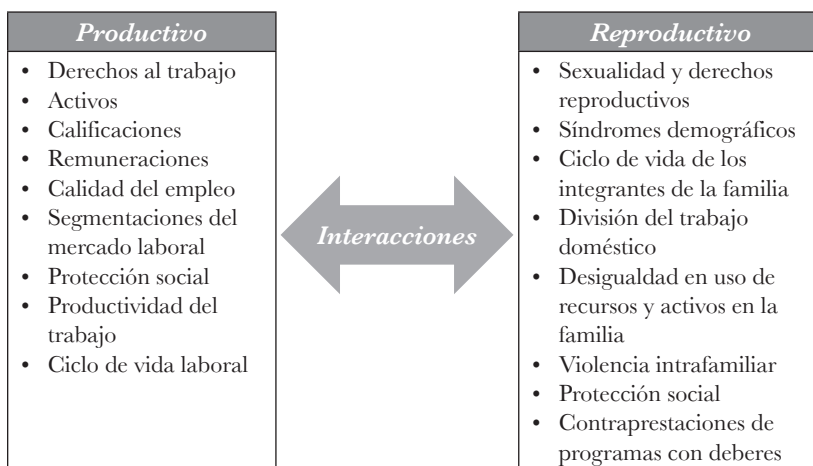 Productivo
• Derechos al trabajo
• Activos
• Calificaciones
• Remuneraciones
• Calidad del empleo
• Segmentaciones del
mercado laboral
• Protección social
• Productividad del
trabajo
• Ciclo de vida laboral
Interacciones
Reproductivo
• Sexualidad y derechos
reproductivos
• Síndromes demográficos
• Ciclo de vida de los
integrantes de la familia
• División del trabajo
doméstico
• Desigualdad en uso de
recursos y activos en la
familia
• Violencia intrafamiliar
• Protección social
• Contraprestaciones de
programas con deberes